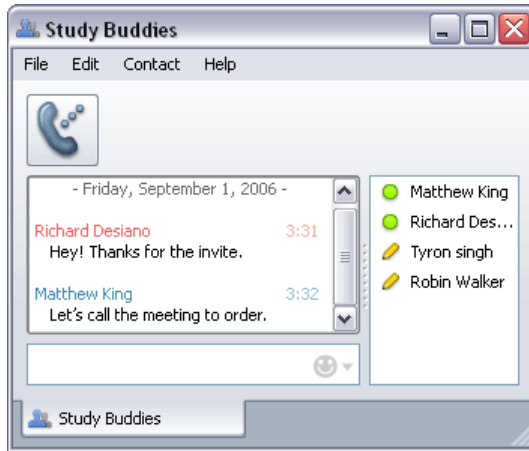 Study Buddies
File Edit Contact Help
- Friday, September 1, 2006 -
Richard Desiano 3:31
Hey! Thanks for the invite.
Matthew King 3:32
Let's call the meeting to order.
Matthew King
Richard Des...
Tyron singh
Robin Walker
Study Buddies